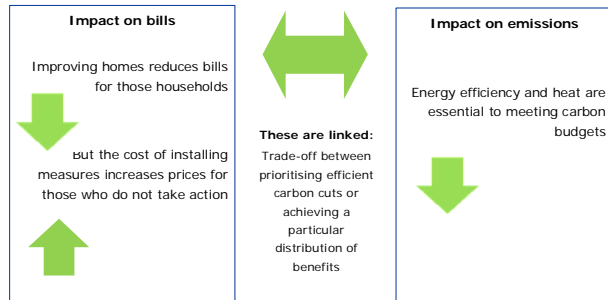 Impact on bills
Improving homes reduces bills
for those households
But the cost of installing
measures increases prices for
those who do not take action
These are linked:
Trade-off between
prioritising efficient
carbon cuts or
achieving a
particular
distribution of
benefits
Impact on emissions
Energy efficiency and heat are
essential to meeting carbon
budgets